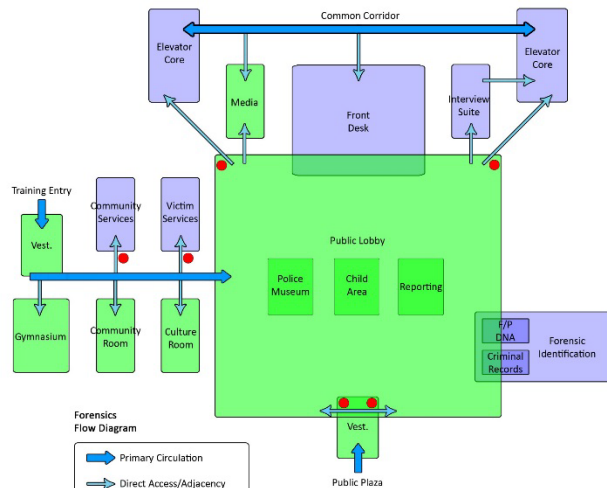 Common Corridor
Elevator
Core
Elevator
Core
Media
Front
Desk
Interview
Suite
Training Entry
Community
Services
Victim
Services
Vest.
Public Lobby
Police
Museum
Child
Area
Reporting
Gymnasium
Community
Room
Culture
Room
F/P
DNA
Criminal
Records
Forensic
Identification
Vest.
Public Plaza
Forensics
Flow Diagram
Primary Circulation
Direct Access/Adjacency